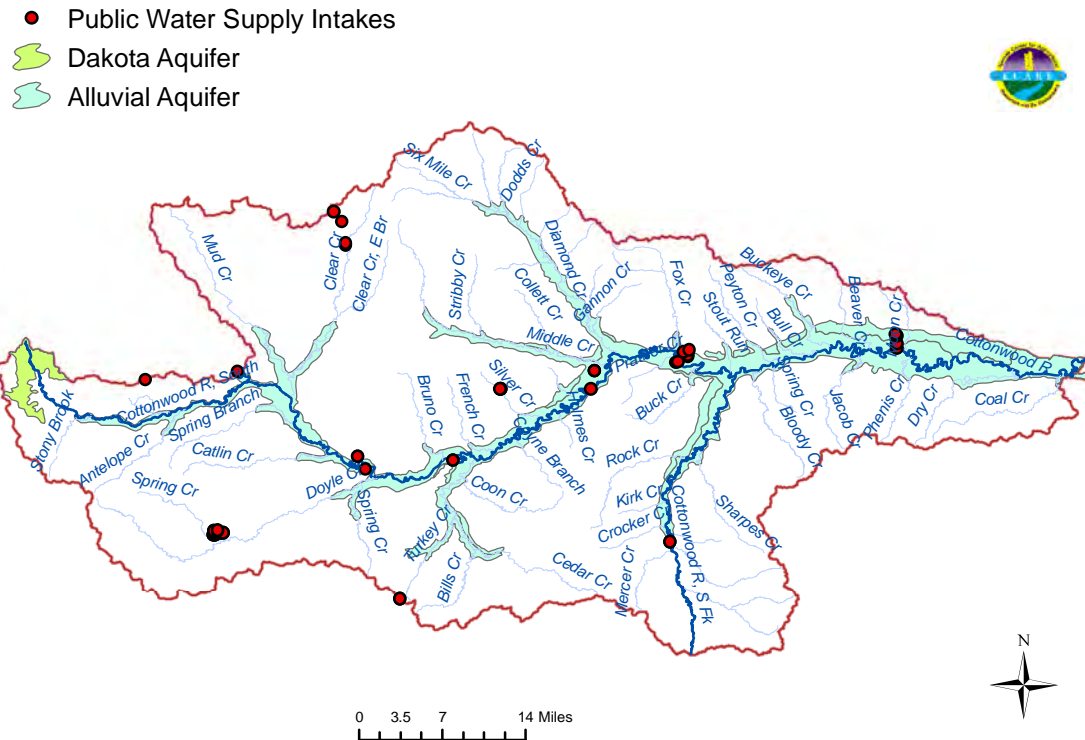 Public Water Supply Intakes
Dakota Aquifer
Alluvial Aquifer
Six Mile Cr
Dodds Cr
Mud Cr
Clear Cr
Clear Cr, E Br
Stribby Cr
Collett Cr
Diamond Cr
Gannon Cr
Middle Cr
Fox Cr
Peyton Cr
Stout Run
Buckeye Cr
Bull Cr
Beaver Cr
Cottonwood R
Cottonwood R, South
Stony Brook
Antelope Cr
Spring Branch
Catlin Cr
Spring Cr
Doyle Cr
Spring Cr
Bruno Cr
French Cr
Silver Cr
Holmes Cr
Buck Cr
Coon Cr
Turkey Cr
Bills Cr
Cedar Cr
Rock Cr
Kirk Cr
Crocker Cr
Mercer Cr
Cottonwood R, S Fk
Sharpes Cr
Spring Cr
Bloody Cr
Jacob Cr
Phenis Cr
Dry Cr
Coal Cr
N
0 3.5 7 14 Miles